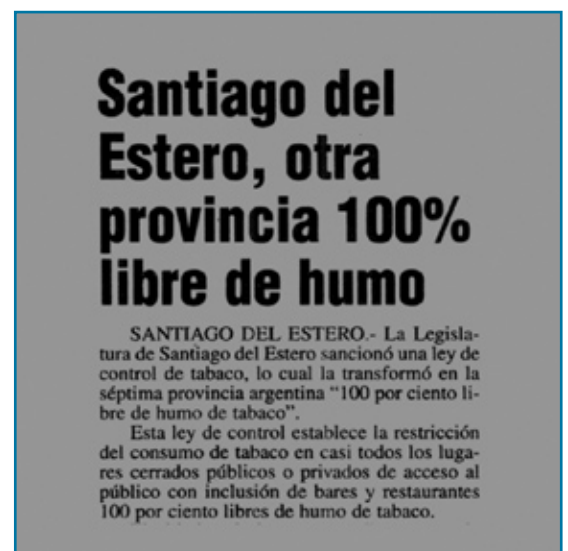 Santiago del
Estero, otra
provincia 100%
libre de humo
SANTIAGO DEL ESTERO.- La Legisla-
tura de Santiago del Estero sancionó una ley de
control de tabaco, lo cual la transformó en la
séptima provincia argentina “100 por ciento li-
bre de humo de tabaco”.
Esta ley de control establece la restricción
del consumo de tabaco en casi todos los luga-
res cerrados públicos o privados de acceso al
público con inclusión de bares y restaurantes
100 por ciento libres de humo de tabaco.